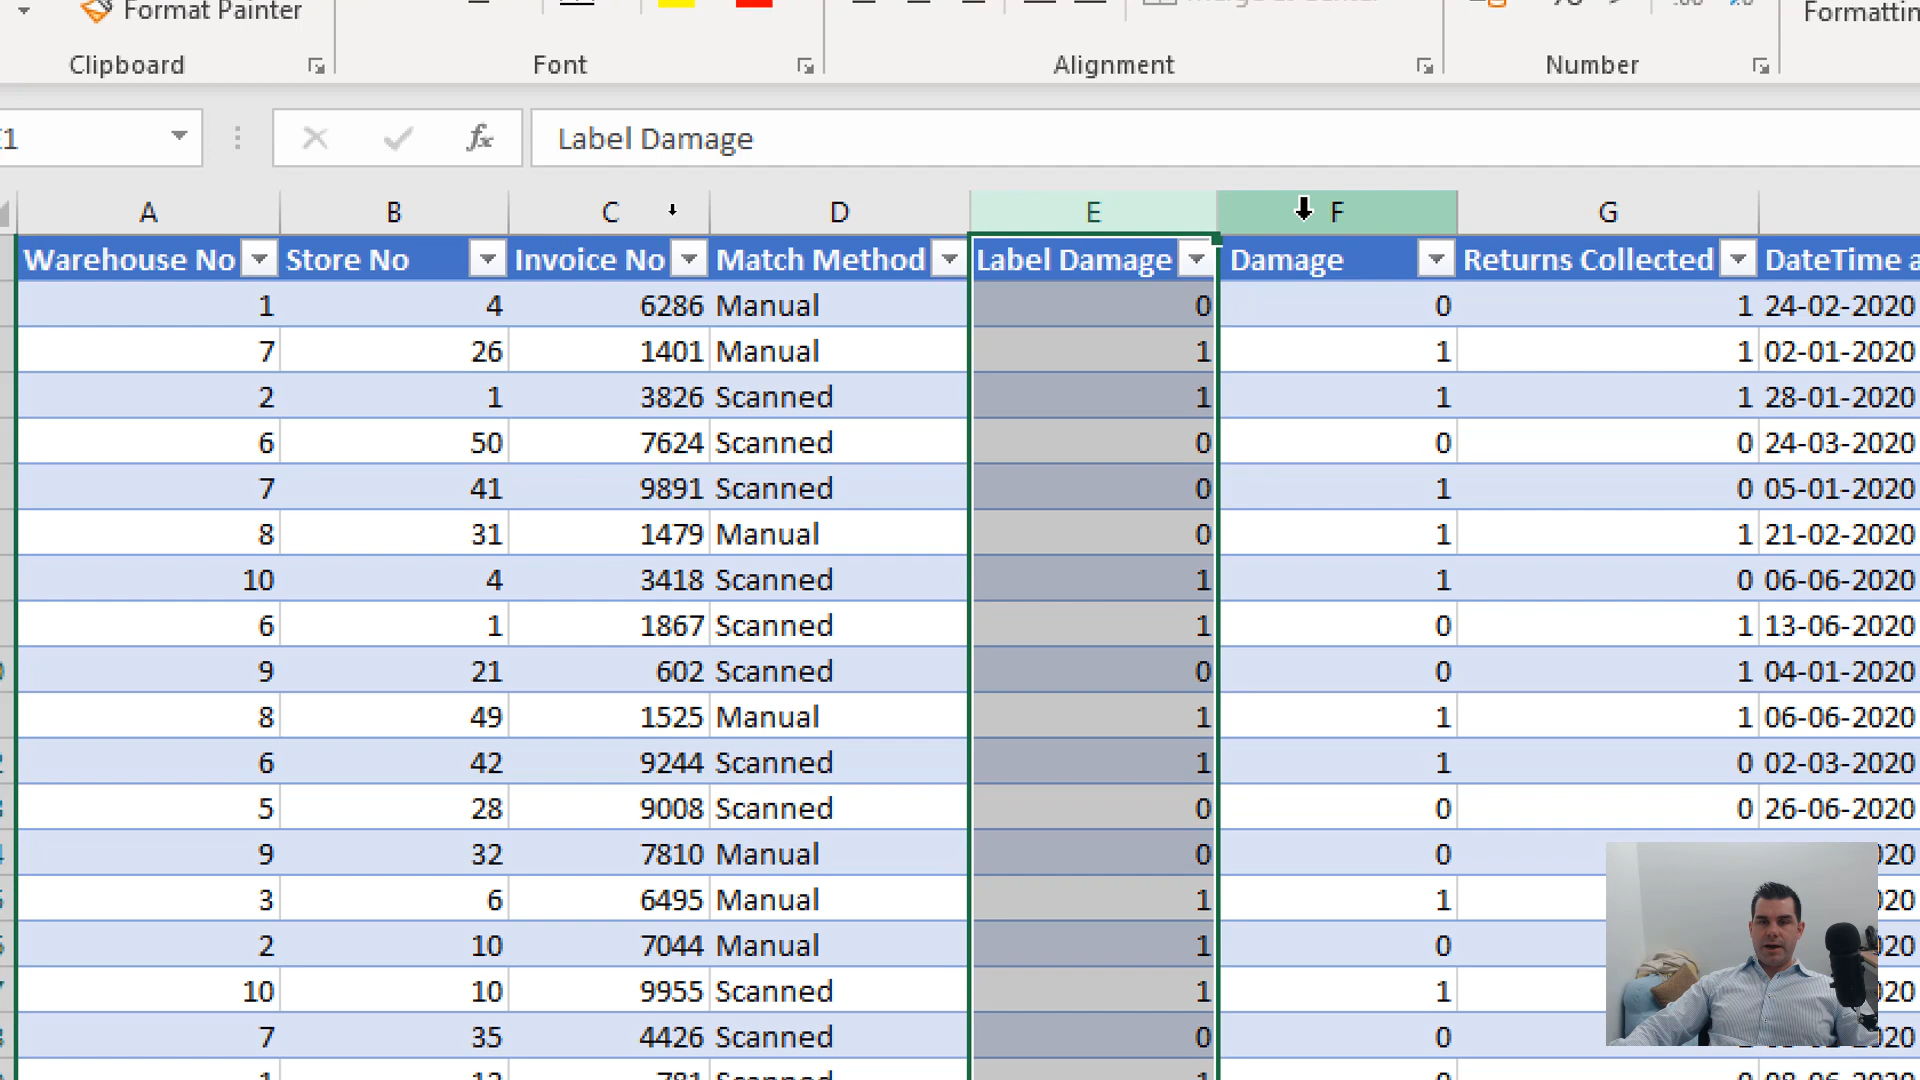 Format Painter
Formattin
Clipboard Font Alignment Number
1 fx Label Damage
A B C D E F G
Warehouse No Store No Invoice No Match Method Label Damage Damage Returns Collected DateTime a
1 4 6286 Manual 0 0 1 24-02-2020
7 26 1401 Manual 1 1 1 02-01-2020
2 1 3826 Scanned 1 1 1 28-01-2020
6 50 7624 Scanned 0 0 0 24-03-2020
7 41 9891 Scanned 0 1 0 05-01-2020
8 31 1479 Manual 0 1 1 21-02-2020
10 4 3418 Scanned 1 1 0 06-06-2020
6 1 1867 Scanned 1 0 1 13-06-2020
9 21 602 Scanned 0 0 1 04-01-2020
8 49 1525 Manual 1 1 1 06-06-2020
6 42 9244 Scanned 1 1 0 02-03-2020
5 28 9008 Scanned 0 0 0 26-06-2020
9 32 7810 Manual 0 0 020
3 6 6495 Manual 1 1 020
2 10 7044 Manual 1 0 020
10 10 9955 Scanned 1 1 020
7 35 4426 Scanned 0 0